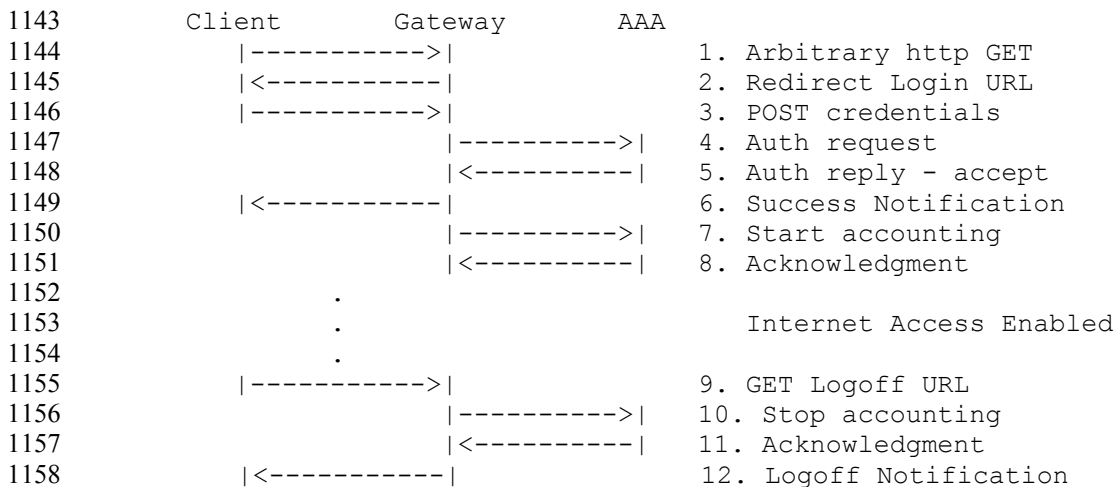 1143 Client Gateway AAA
1144 |----------->| 1. Arbitrary http GET
1145 |<-----------| 2. Redirect Login URL
1146 |----------->| 3. POST credentials
1147 |---------->| 4. Auth request
1148 |<----------| 5. Auth reply - accept
1149 |<-----------| 6. Success Notification
1150 |---------->| 7. Start accounting
1151 |<----------| 8. Acknowledgment
1152 .
1153 . Internet Access Enabled
1154 .
1155 |----------->| 9. GET Logoff URL
1156 |---------->| 10. Stop accounting
1157 |<----------| 11. Acknowledgment
1158 |<-----------| 12. Logoff Notification